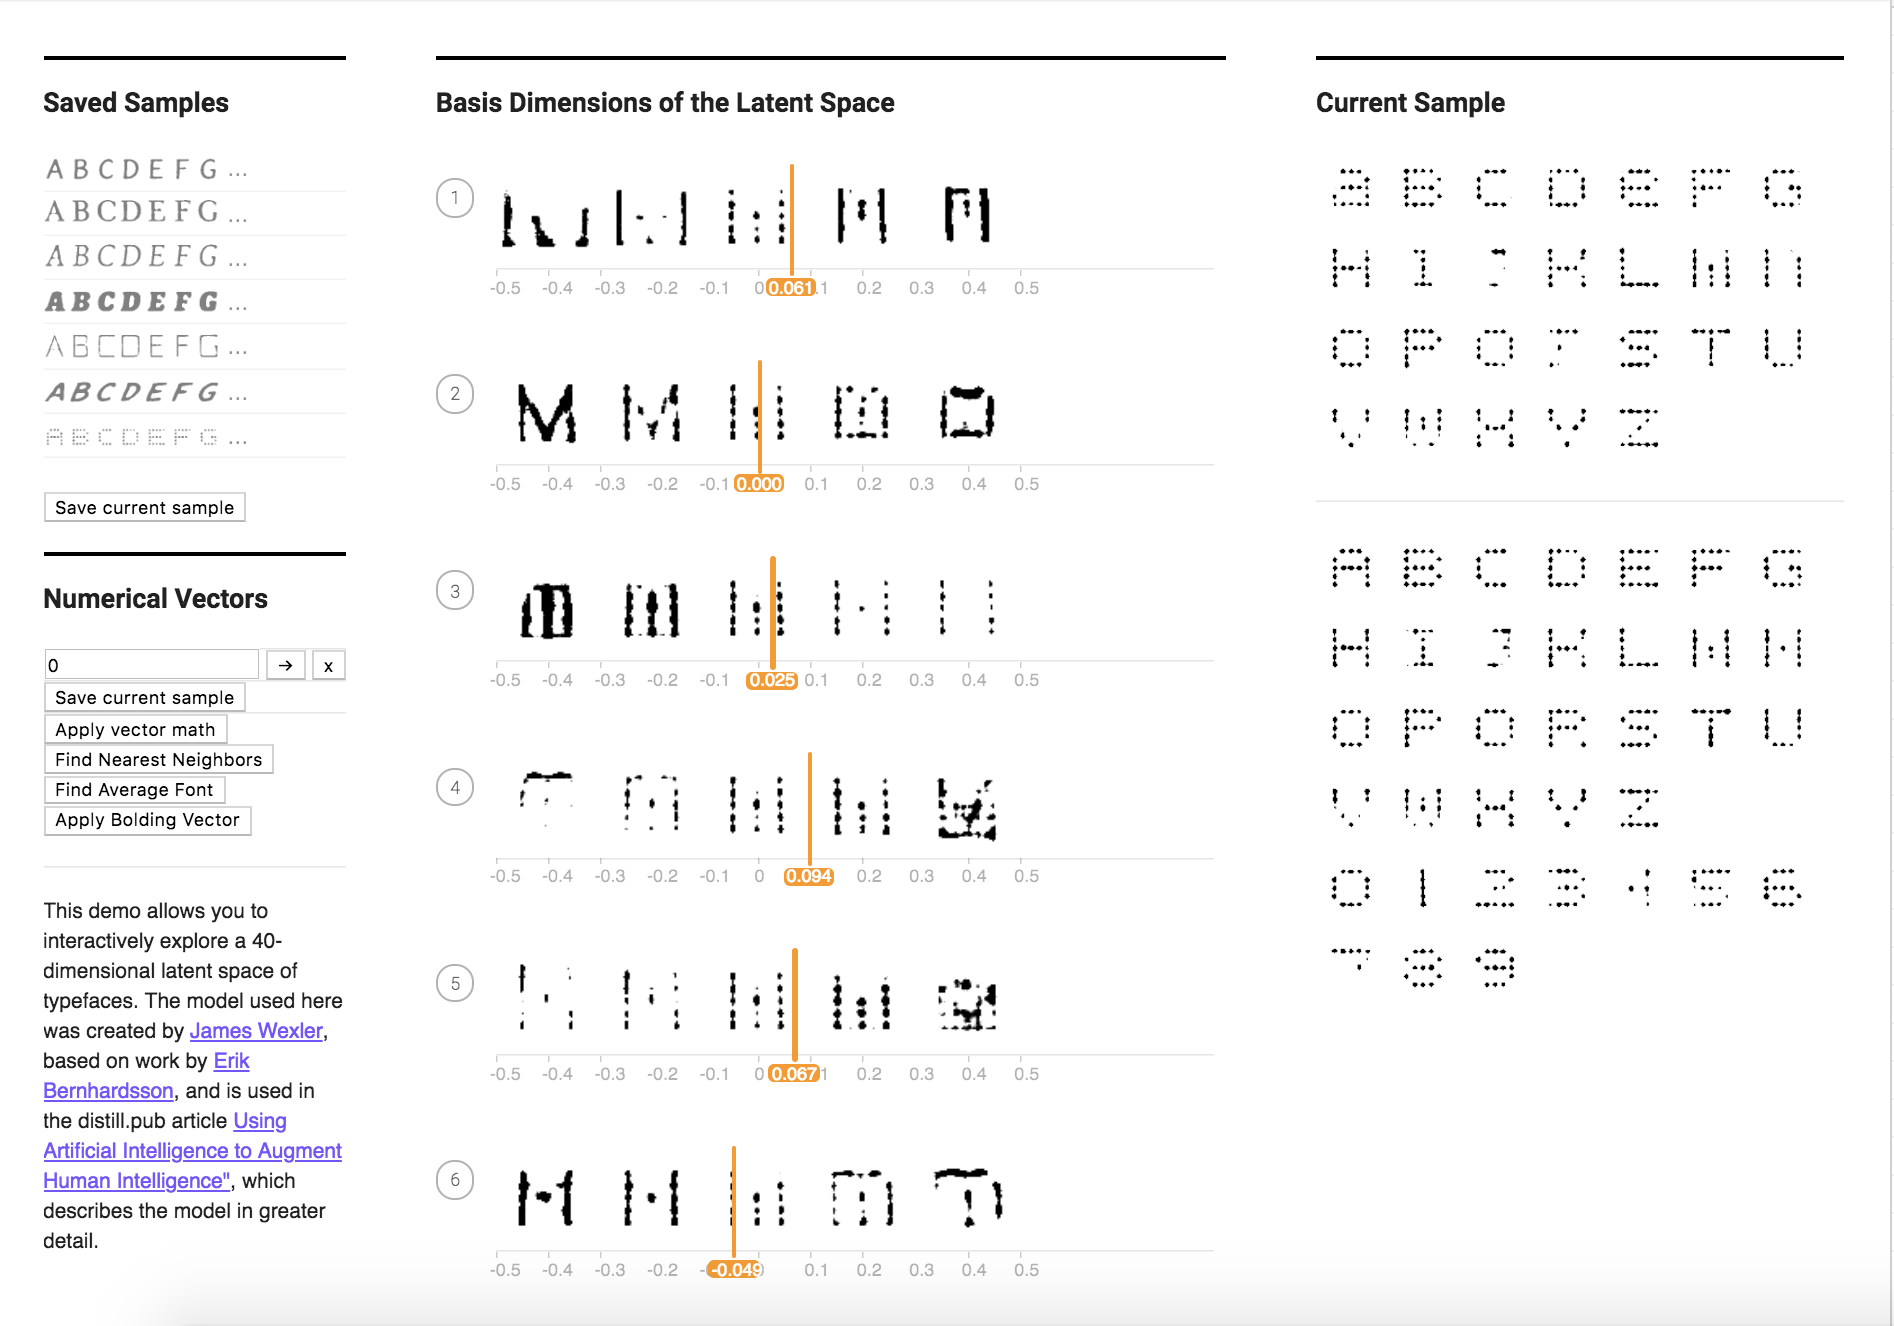 Saved Samples
A B C D E F G ...
A B C D E F G ...
A B C D E F G ...
A B C D E F G ...
A B C D E F G ...
A B C D E F G ...
A B C D E F G ...
Save current sample
Numerical Vectors
0 → x
Save current sample
Apply vector math
Find Nearest Neighbors
Find Average Font
Apply Bolding Vector
This demo allows you to
interactively explore a 40-
dimensional latent space of
typefaces. The model used here
was created by James Wexler,
based on work by Erik
Bernhardsson, and is used in
the distill.pub article Using
Artificial Intelligence to Augment
Human Intelligence", which
describes the model in greater
detail.
Basis Dimensions of the Latent Space
1
-0.5 -0.4 -0.3 -0.2 -0.1 0 0.061 0.2 0.3 0.4 0.5
2
M M
-0.5 -0.4 -0.3 -0.2 -0.1 0.000 0.1 0.2 0.3 0.4 0.5
3
-0.5 -0.4 -0.3 -0.2 -0.1 0.025 0.1 0.2 0.3 0.4 0.5
4
-0.5 -0.4 -0.3 -0.2 -0.1 0 0.094 0.2 0.3 0.4 0.5
5
-0.5 -0.4 -0.3 -0.2 -0.1 0 0.067 0.2 0.3 0.4 0.5
6
-0.5 -0.4 -0.3 -0.2 -0.049 0.1 0.2 0.3 0.4 0.5
Current Sample
a B C D e F G
H 1 K L M n
O P O S T U
V W X Y Z
A B C D E F G
H I J K L M N
O P O R S T U
V W X Y Z
0 1 2 3 4 5 6
7 8 9